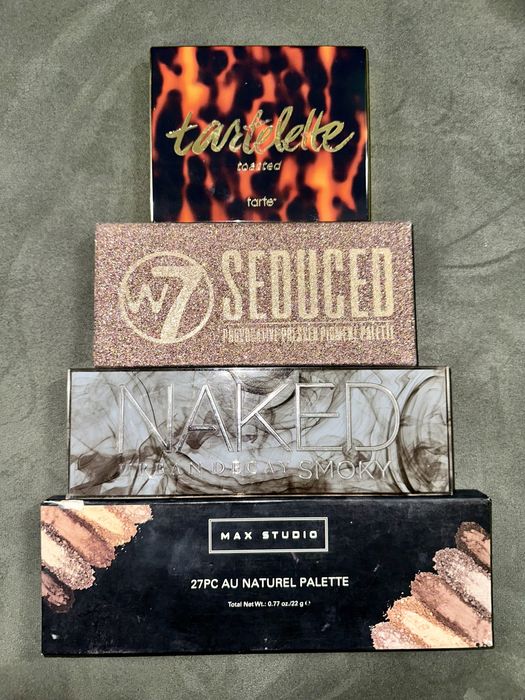 tartelette
toasted
tarte™
W7
SEDUCED
PROVOCATIVE PRESSED PIGMENT PALETTE
NAKED
URBAN DECAY SMOKY
MAX STUDIO
27PC AU NATUREL PALETTE
Total Net Wt.: 0.77 oz./22 g ℮